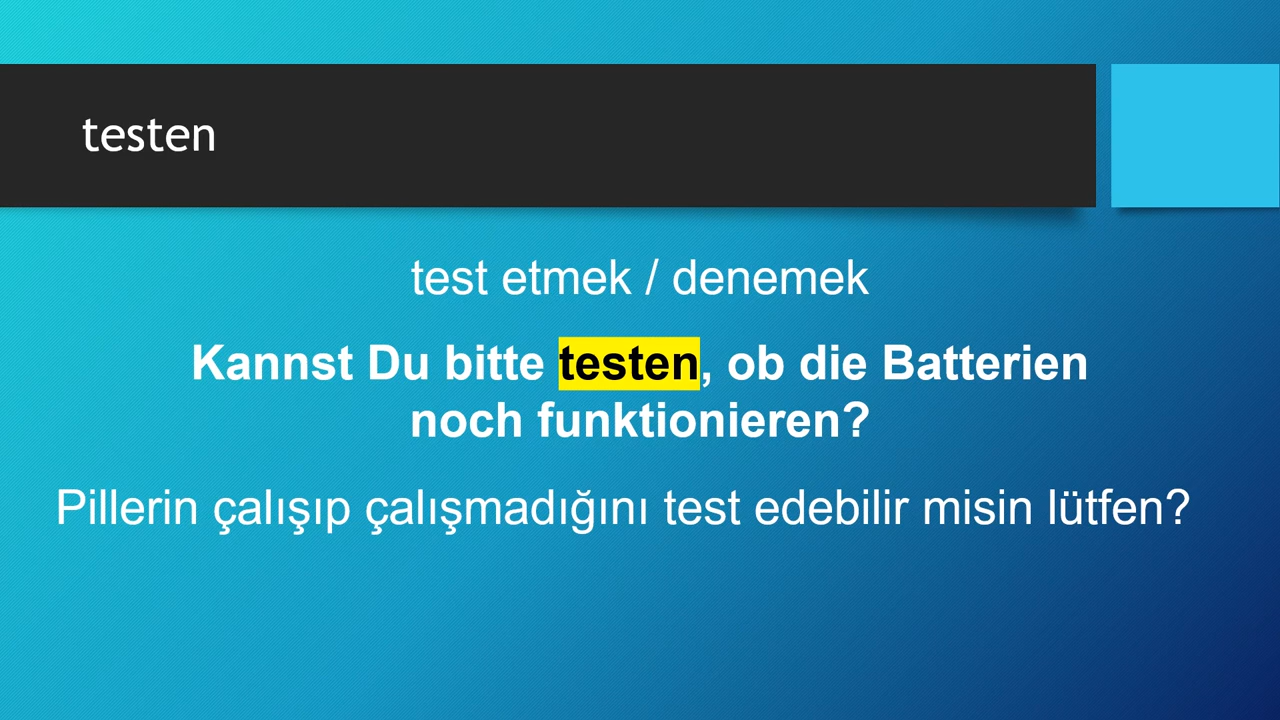 testen
test etmek / denemek
Kannst Du bitte testen, ob die Batterien
noch funktionieren?
Pillerin çalışıp çalışmadığını test edebilir misin lütfen?